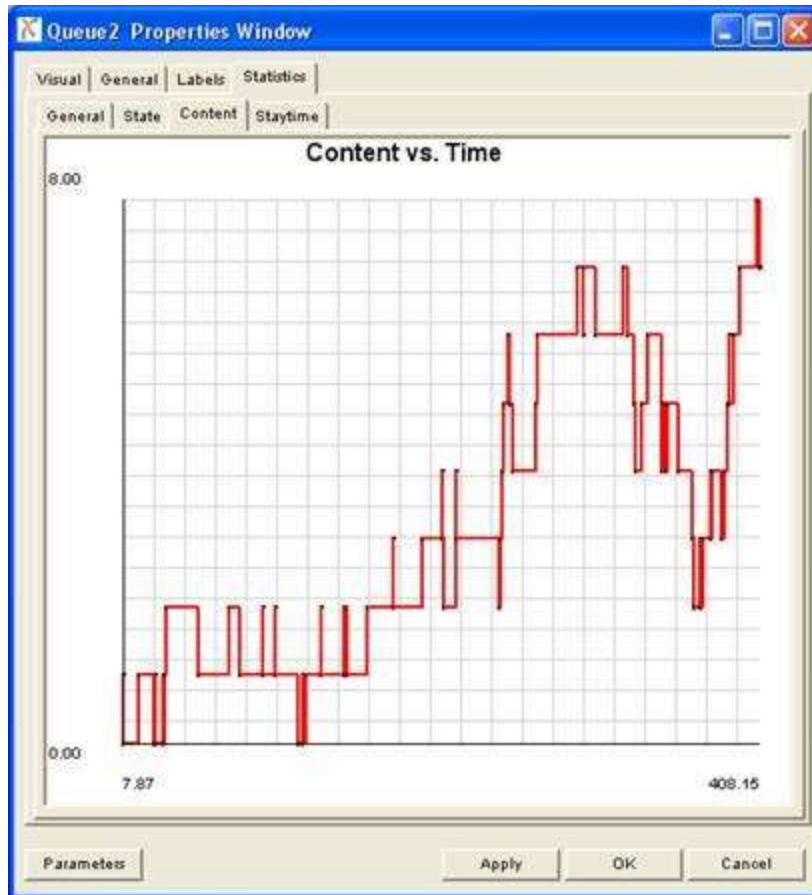 Queue2 Properties Window
Visual General Labels Statistics
General State Content Staytime
Content vs. Time
8.00
0.00
7.87 408.15
Parameters Apply OK Cancel